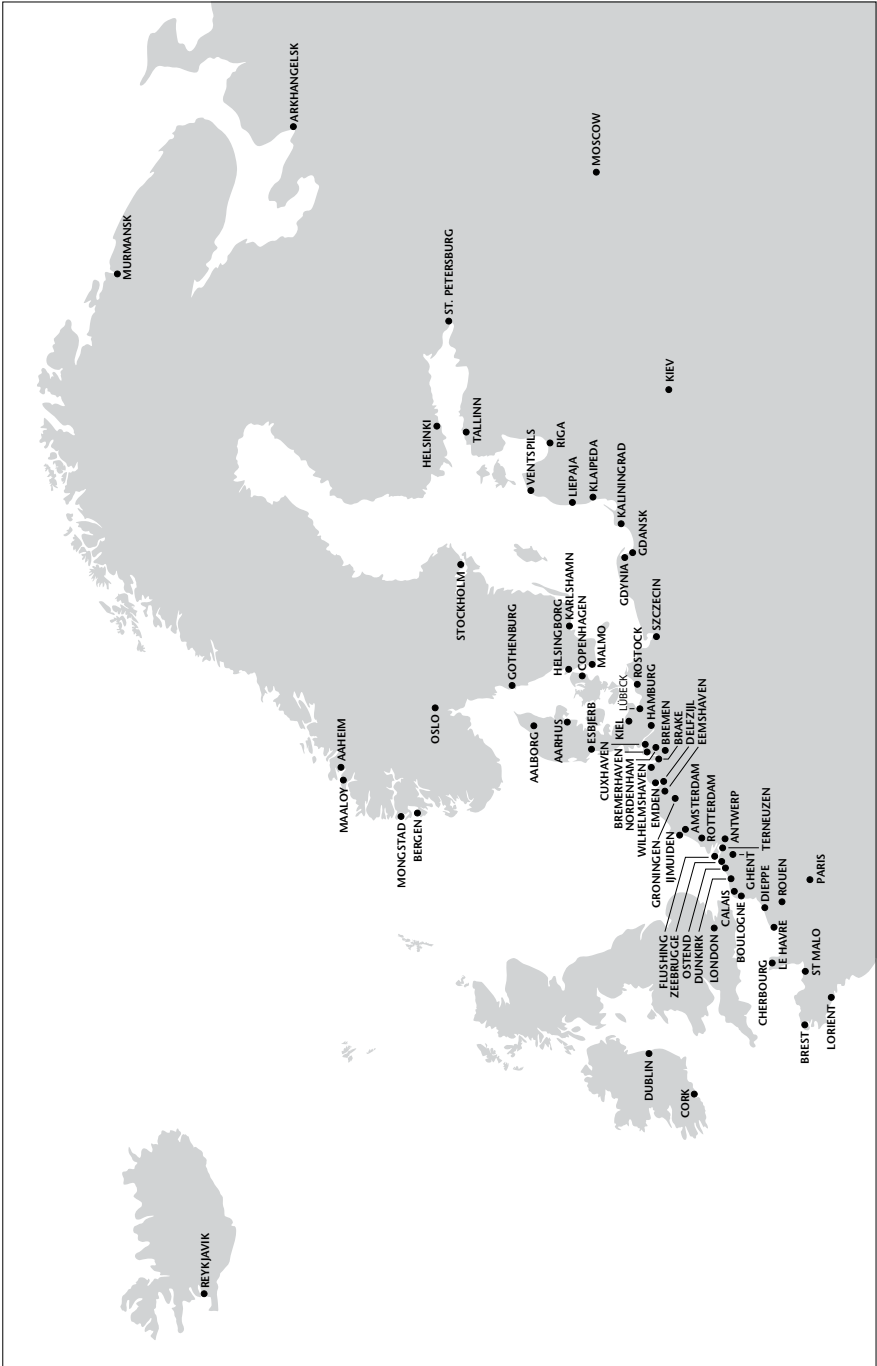 MURMANSK
ARKHANGELSK
REYKJAVIK
MAALOY
AAHEIM
MONGSTAD
BERGEN
OSLO
HELSINKI
ST. PETERSBURG
STOCKHOLM
TALLINN
GOTHENBURG
VENTSPILS
AALBORG
RIGA
AARHUS
HELSINGBORG
KARLSHAMN
LIEPAJA
COPENHAGEN
ESBJERB
MALMO
KLAIPEDA
MOSCOW
KALININGRAD
GDYNIA
GDANSK
KIEL
LÜBECK
ROSTOCK
CUXHAVEN
HAMBURG
SZCZECIN
BREMERHAVEN
NORDENHAM
BREMEN
KIEV
WILHELMSHAVEN
BRAKE
EMDEN
DELFZIJL
GRONINGEN
EEMSHAVEN
DUBLIN
IJMUIDEN
AMSTERDAM
CORK
ROTTERDAM
FLUSHING
ZEEBRUGGE
OSTEND
DUNKIRK
LONDON
ANTWERP
CALAIS
TERNEUZEN
BOULOGNE
GHENT
DIEPPE
CHERBOURG
LE HAVRE
ROUEN
BREST
ST MALO
PARIS
LORIENT